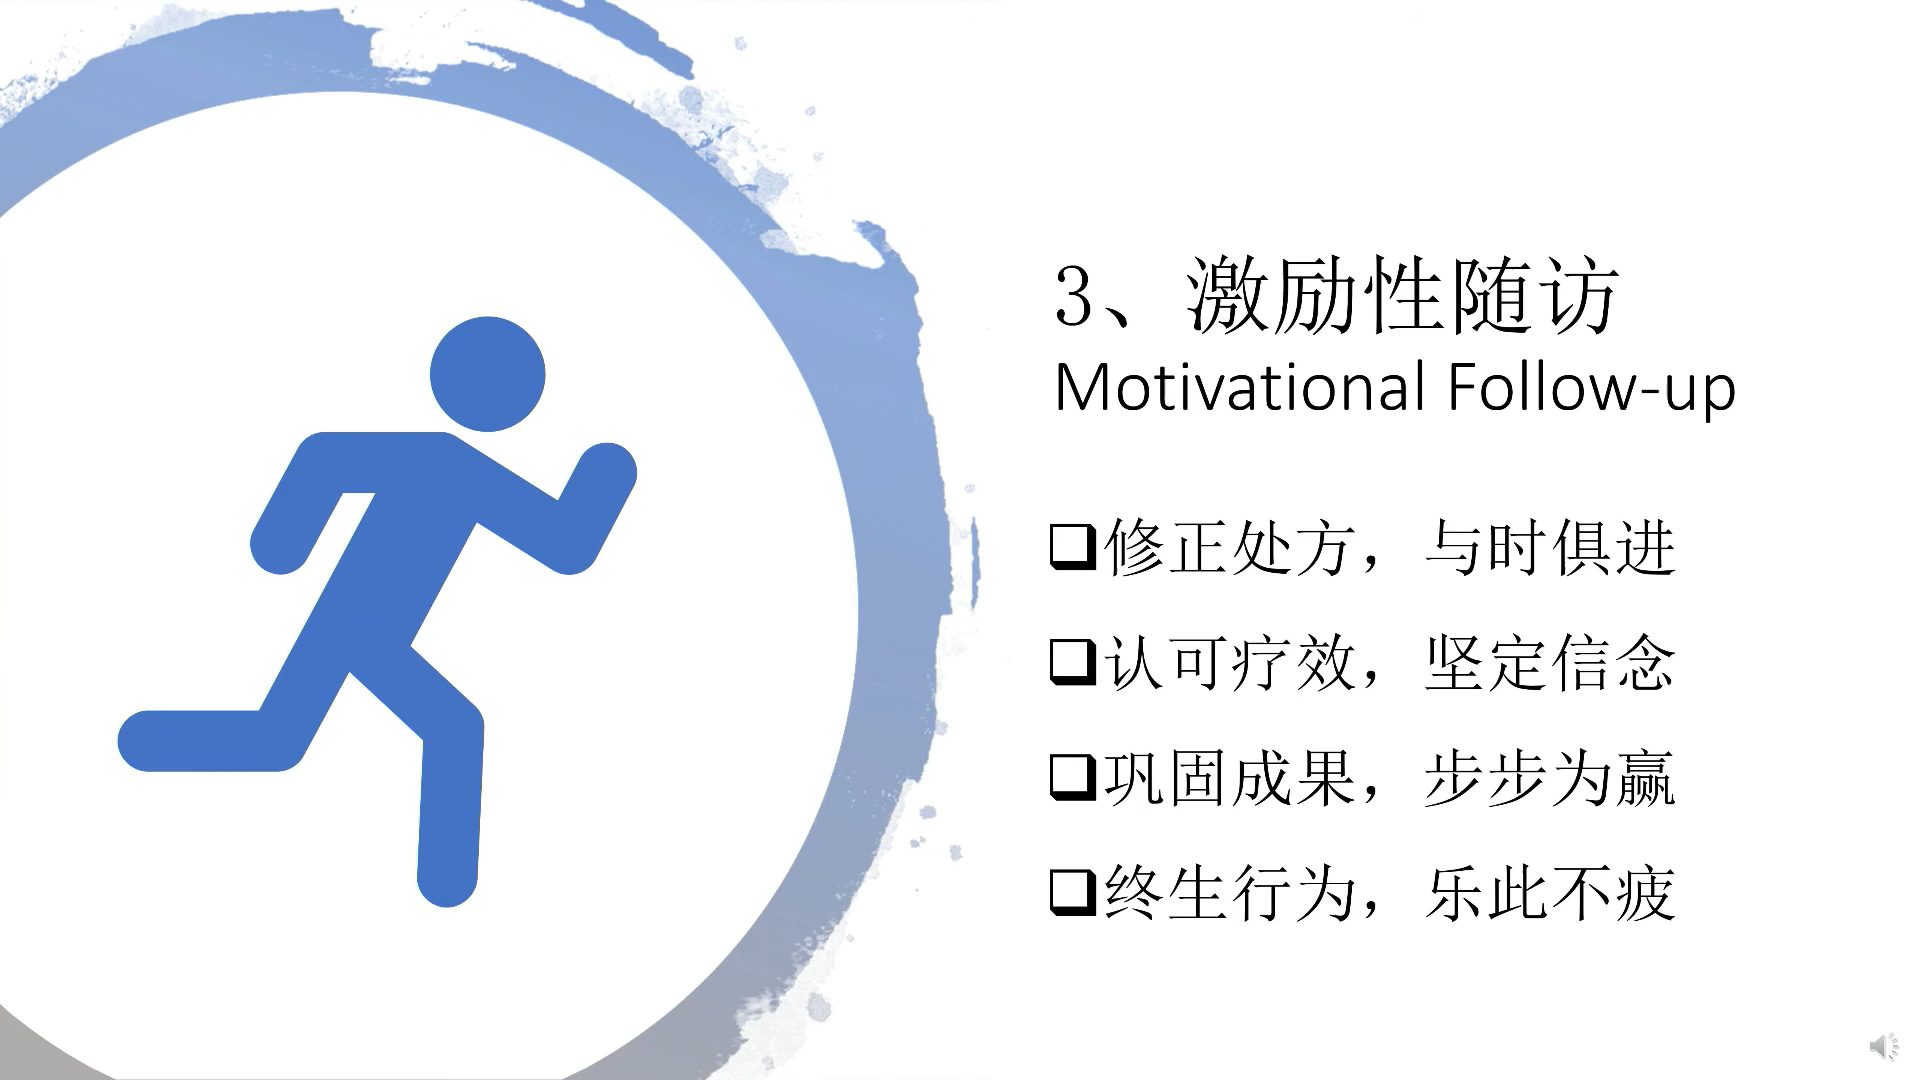 3、激励性随访
Motivational Follow-up
❑修正处方，与时俱进
❑认可疗效，坚定信念
❑巩固成果，步步为赢
❑终生行为，乐此不疲